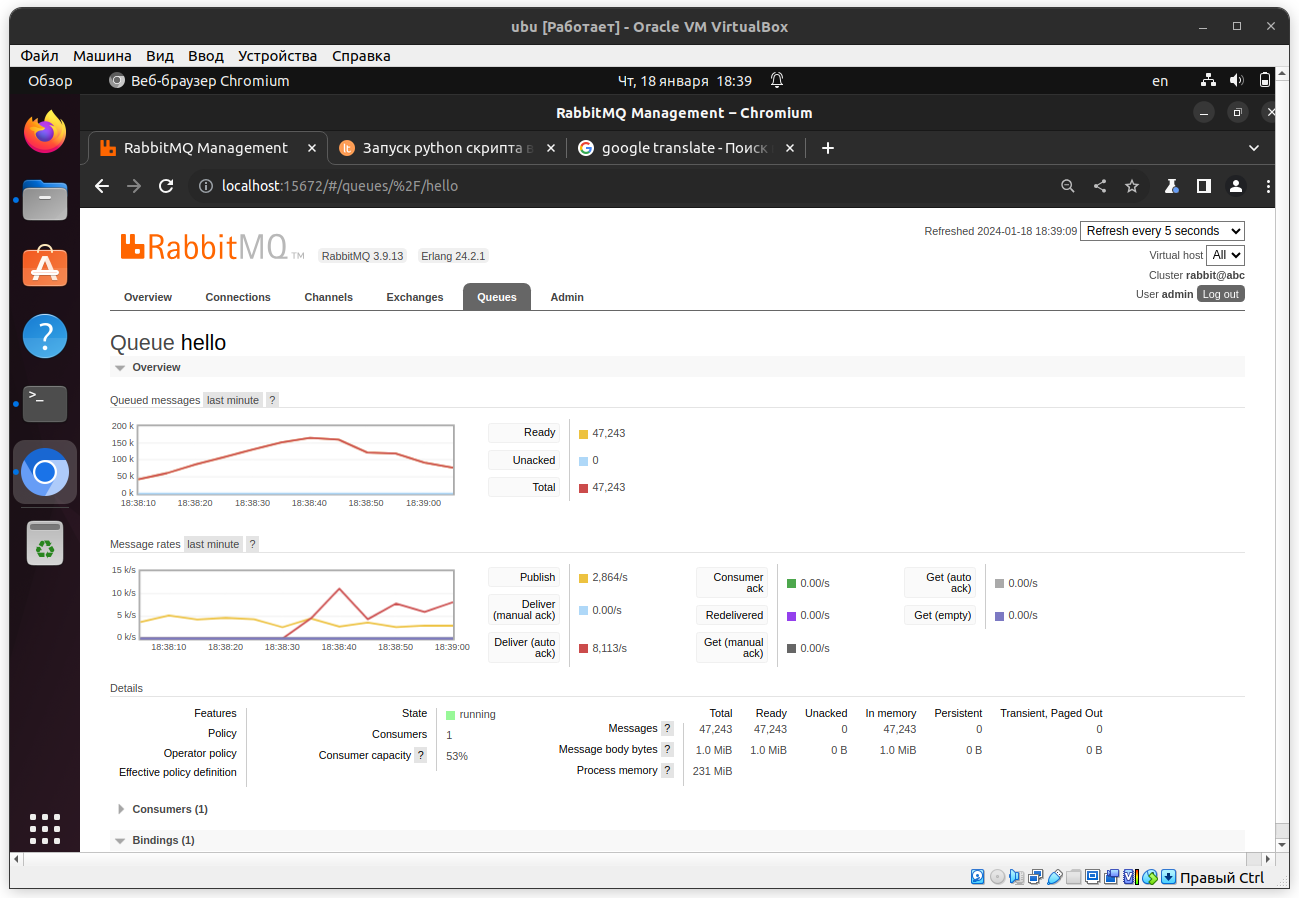 ubu [Работает] - Oracle VM VirtualBox
Файл Машина Вид Ввод Устройства Справка
Обзор Веб-браузер Chromium Чт, 18 января 18:39 en
RabbitMQ Management – Chromium
RabbitMQ Management Запуск python скрипта в google translate - Поиск
localhost:15672/#/queues/%2F/hello
RabbitMQ TM RabbitMQ 3.9.13 Erlang 24.2.1
Refreshed 2024-01-18 18:39:09 Refresh every 5 seconds
Virtual host All
Cluster rabbit@abc
User admin Log out
Overview Connections Channels Exchanges Queues Admin
Queue hello
Overview
Queued messages last minute ?
200 k
150 k
100 k
50 k
0 k
18:38:10 18:38:20 18:38:30 18:38:40 18:38:50 18:39:00
Ready 47,243
Unacked 0
Total 47,243
Message rates last minute ?
15 k/s
10 k/s
5 k/s
0 k/s
18:38:10 18:38:20 18:38:30 18:38:40 18:38:50 18:39:00
Publish 2,864/s
Deliver (manual ack) 0.00/s
Deliver (auto ack) 8,113/s
Consumer ack 0.00/s
Redelivered 0.00/s
Get (manual ack) 0.00/s
Get (auto ack) 0.00/s
Get (empty) 0.00/s
Details
Features
Policy
Operator policy
Effective policy definition
State running
Consumers 1
Consumer capacity ? 53%
Total Ready Unacked In memory Persistent Transient, Paged Out
Messages ? 47,243 47,243 0 47,243 0 0
Message body bytes ? 1.0 MiB 1.0 MiB 0 B 1.0 MiB 0 B 0 B
Process memory ? 231 MiB
Consumers (1)
Bindings (1)
Правый Ctrl